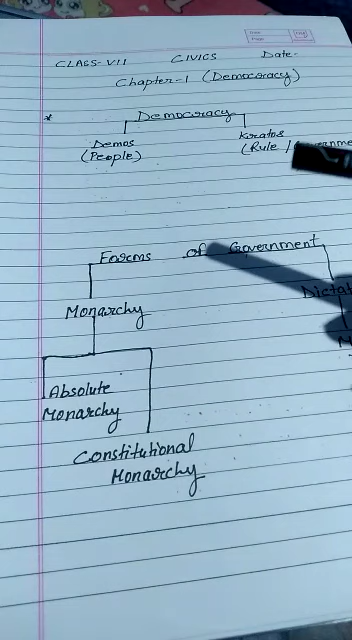 Date
Page
CLASS-VII CIVICS Date-
Chapter-1 (Democracy)
* Democracy
Demos Kratos
(People) (Rule /
Forms of Government
Monarchy
Absolute
Monarchy
Constitutional
Monarchy